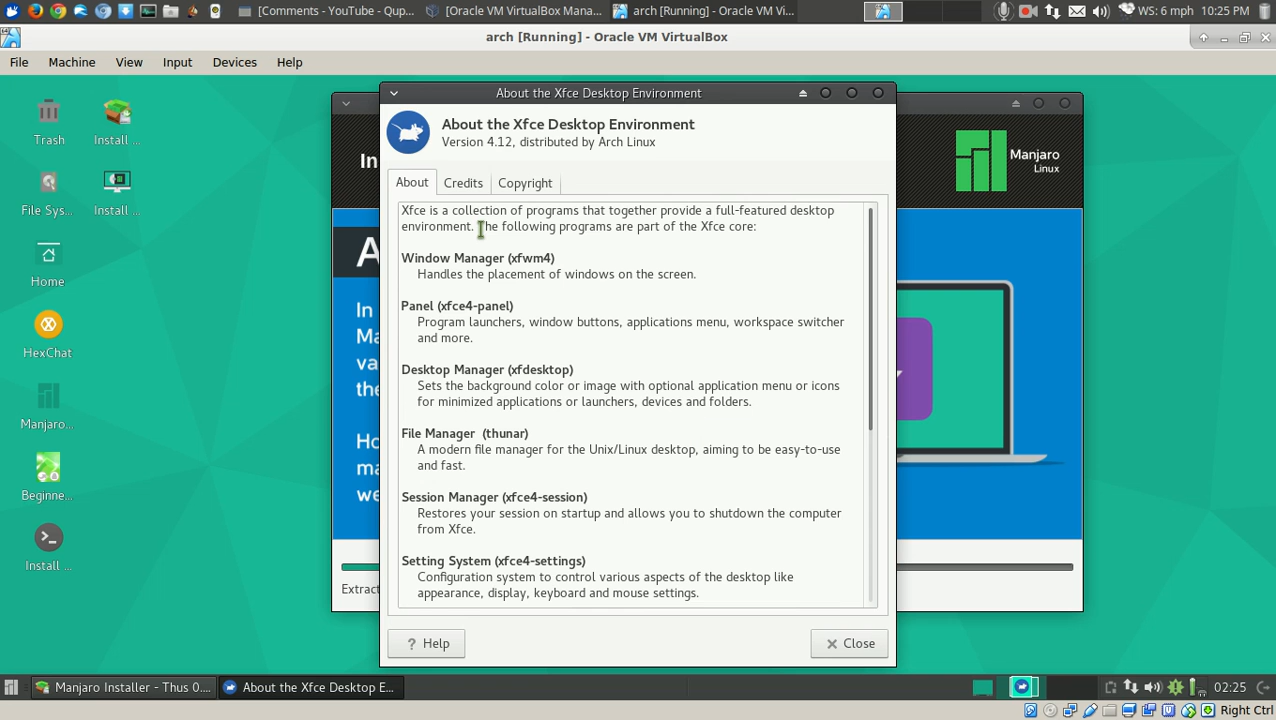 [Comments - YouTube - Qup... [Oracle VM VirtualBox Mana... arch [Running] - Oracle VM Vi... WS: 6 mph 10:25 PM
arch [Running] - Oracle VM VirtualBox
File Machine View Input Devices Help
About the Xfce Desktop Environment
About the Xfce Desktop Environment
Version 4.12, distributed by Arch Linux
In
Manjaro
Linux
Trash
Install ...
About Credits Copyright
File Sys...
Install ...
Xfce is a collection of programs that together provide a full-featured desktop
environment. The following programs are part of the Xfce core:
Window Manager (xfwm4)
Handles the placement of windows on the screen.
Panel (xfce4-panel)
Program launchers, window buttons, applications menu, workspace switcher
and more.
Desktop Manager (xfdesktop)
Sets the background color or image with optional application menu or icons
for minimized applications or launchers, devices and folders.
File Manager (thunar)
A modern file manager for the Unix/Linux desktop, aiming to be easy-to-use
and fast.
Session Manager (xfce4-session)
Restores your session on startup and allows you to shutdown the computer
from Xfce.
Setting System (xfce4-settings)
Configuration system to control various aspects of the desktop like
appearance, display, keyboard and mouse settings.
Home
HexChat
Manjaro...
Beginne...
Install ...
A
In
Ma
va
the
Ho
ma
we
Extract
? Help
Close
Manjaro Installer - Thus 0.... About the Xfce Desktop E... 02:25
Right Ctrl